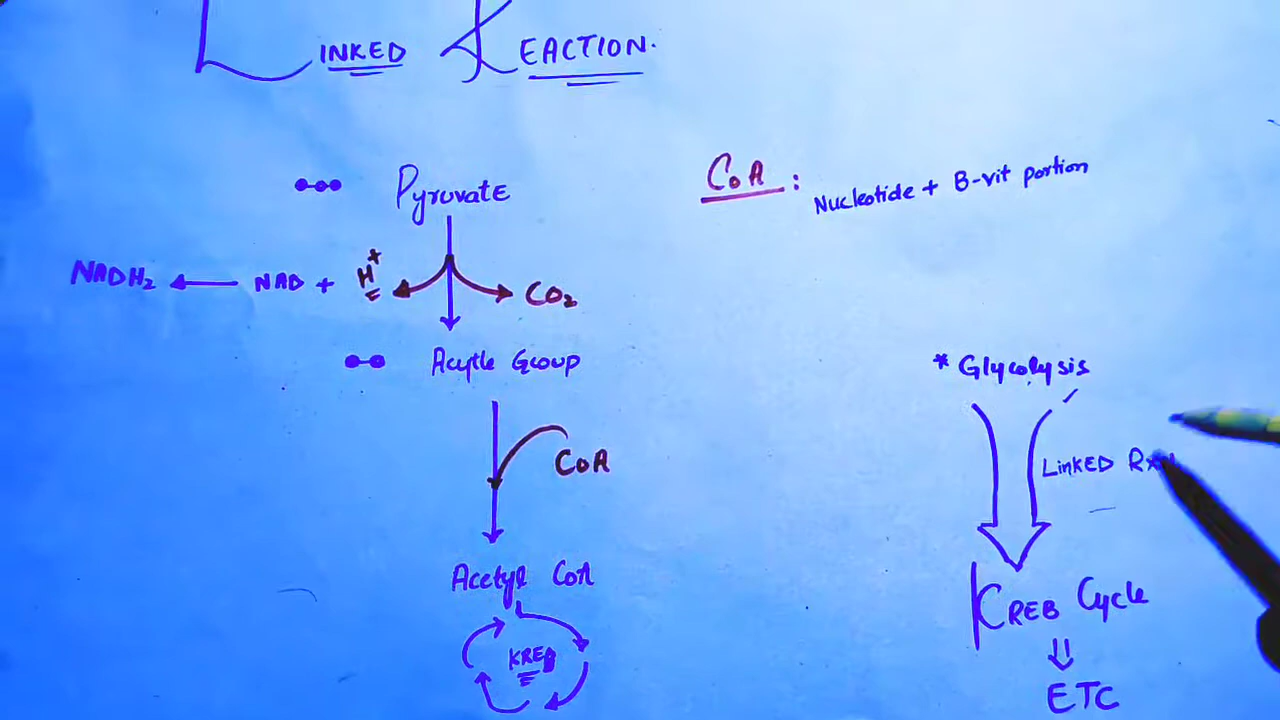 LINKED REACTION.
Pyruvate
NADH₂ ← NAD + H⁺
CO₂
Acytle Group
CoA
Acetyl CoA
KREB
CoA :
Nucleotide + B-vit portion
* Glycolysis
LINKED
KREB Cycle
⇓
ETC